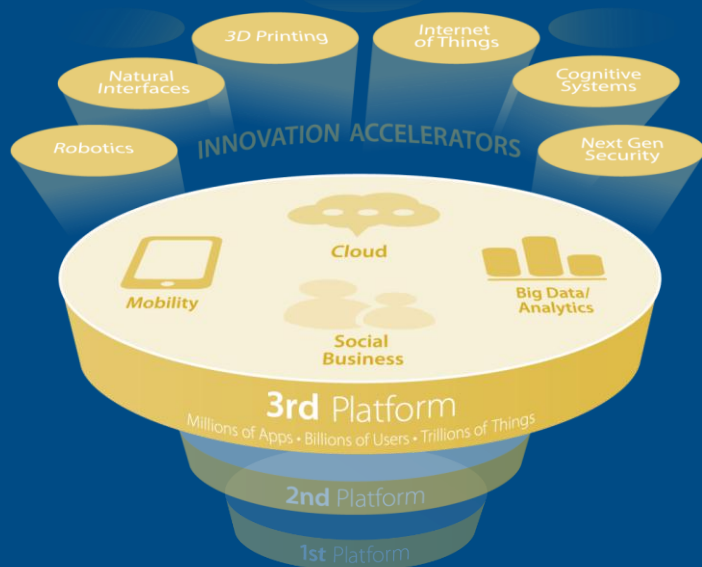 3D Printing
Internet
of Things
Natural
Interfaces
Cognitive
Systems
Robotics
INNOVATION ACCELERATORS
Next Gen
Security
Cloud
Mobility
Big Data/
Analytics
Social
Business
3rd Platform
Millions of Apps • Billions of Users • Trillions of Things
2nd Platform
1st Platform